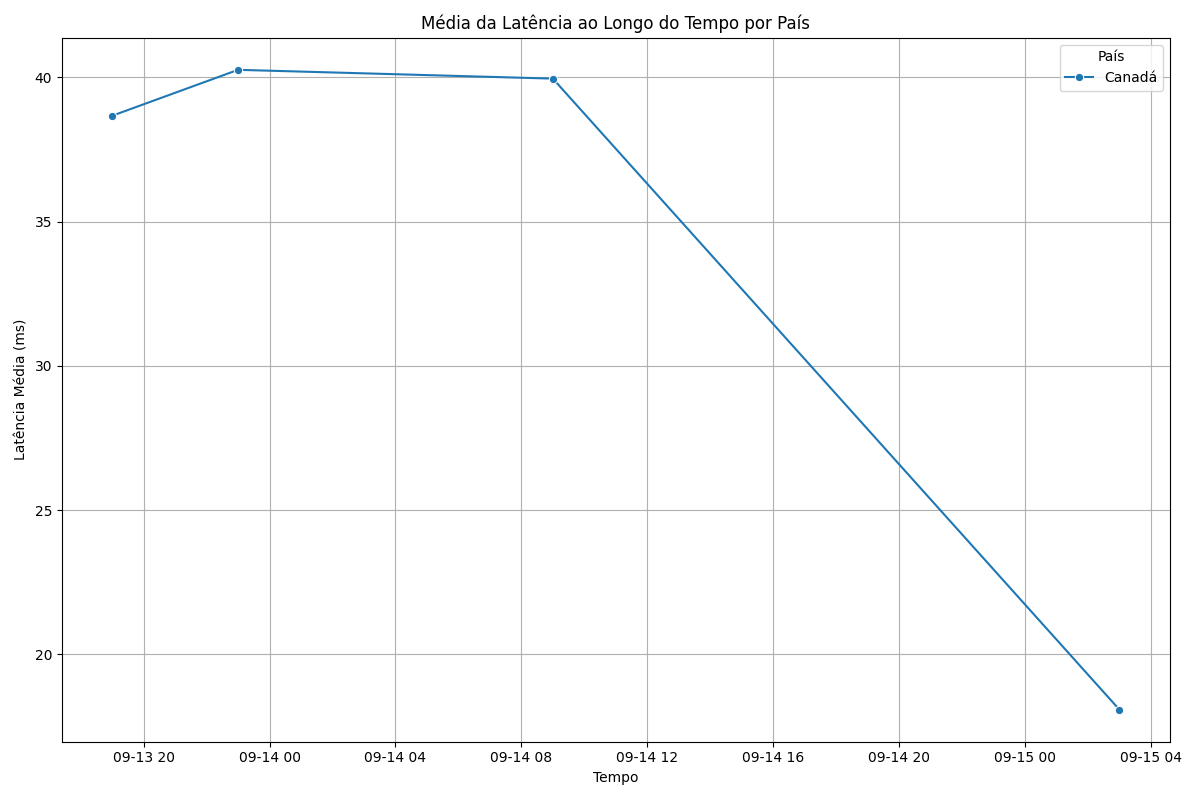 Média da Latência ao Longo do Tempo por País
País
Canadá
Latência Média (ms)
40
35
30
25
20
09-13 20
09-14 00
09-14 04
09-14 08
09-14 12
09-14 16
09-14 20
09-15 00
09-15 04
Tempo